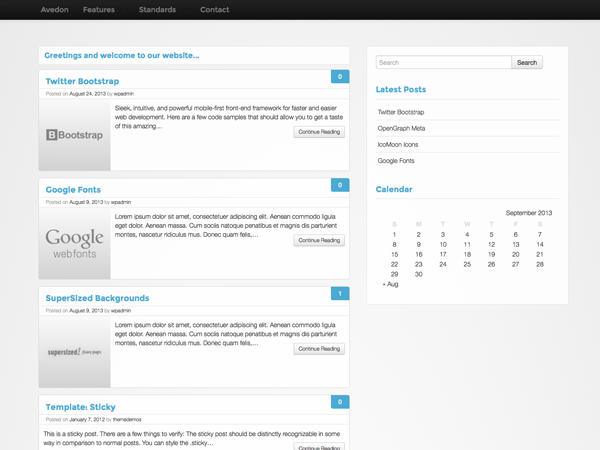 Avedon Features Standards Contact
Greetings and welcome to our website...
Twitter Bootstrap
0
Posted on August 24, 2013 by wpadmin
B Bootstrap
Sleek, intuitive, and powerful mobile-first front-end framework for faster and easier
web development. Here are a few code samples that should allow you to get a taste
of this amazing…
Continue Reading
Google Fonts
0
Posted on August 9, 2013 by wpadmin
Google
webfonts
Lorem ipsum dolor sit amet, consectetuer adipiscing elit. Aenean commodo ligula
eget dolor. Aenean massa. Cum sociis natoque penatibus et magnis dis parturient
montes, nascetur ridiculus mus. Donec quam felis,…
Continue Reading
SuperSized Backgrounds
1
Posted on August 9, 2013 by wpadmin
supersized! jQuery plugin
Lorem ipsum dolor sit amet, consectetuer adipiscing elit. Aenean commodo ligula
eget dolor. Aenean massa. Cum sociis natoque penatibus et magnis dis parturient
montes, nascetur ridiculus mus. Donec quam felis,…
Continue Reading
Template: Sticky
0
Posted on January 7, 2012 by themedemos
This is a sticky post. There are a few things to verify: The sticky post should be distinctly recognizable in some
way in comparison to normal posts. You can style the .sticky…
Search Search
Latest Posts
Twitter Bootstrap
OpenGraph Meta
IcoMoon Icons
Google Fonts
Calendar
September 2013
S M T W T F S
1 2 3 4 5 6 7
8 9 10 11 12 13 14
15 16 17 18 19 20 21
22 23 24 25 26 27 28
29 30
« Aug